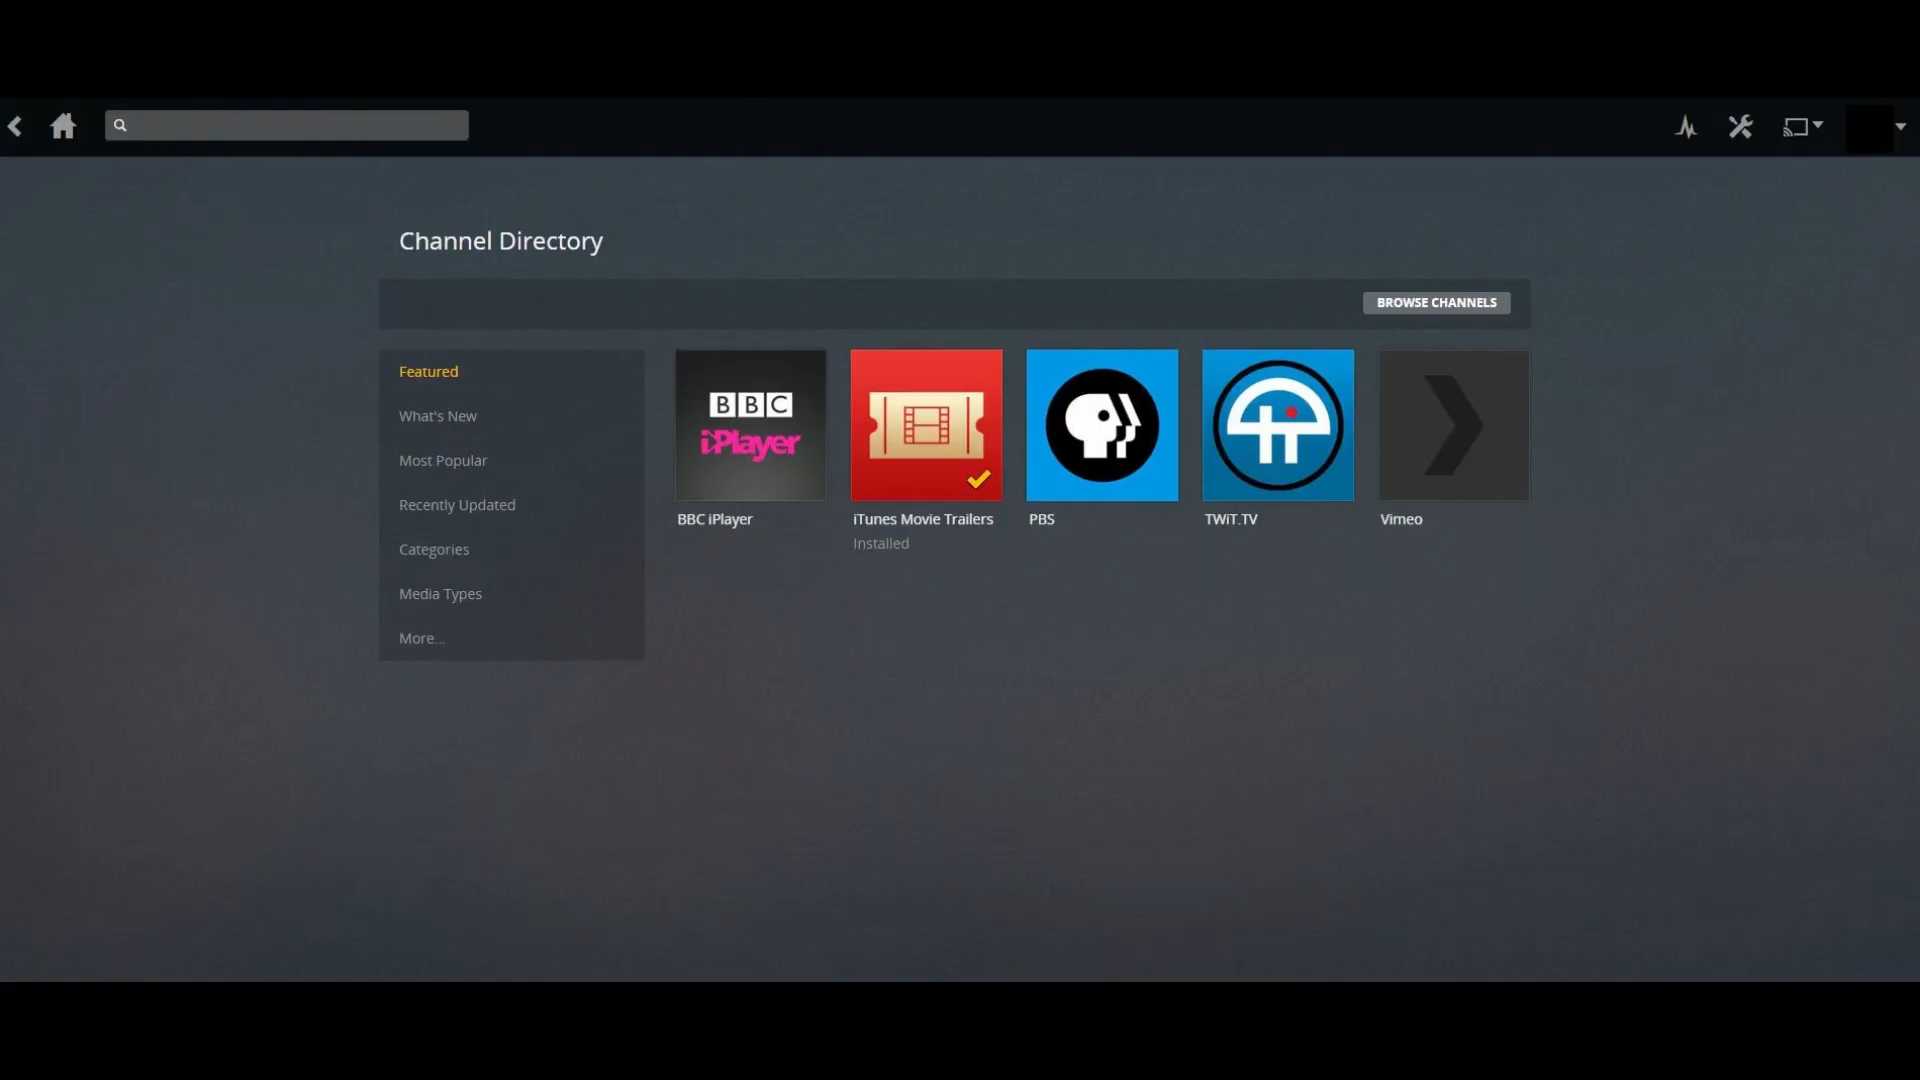 Channel Directory
BROWSE CHANNELS
Featured
What's New
Most Popular
Recently Updated
Categories
Media Types
More...
BBC
iPlayer
BBC iPlayer
iTunes Movie Trailers
Installed
PBS
TWiT.TV
Vimeo